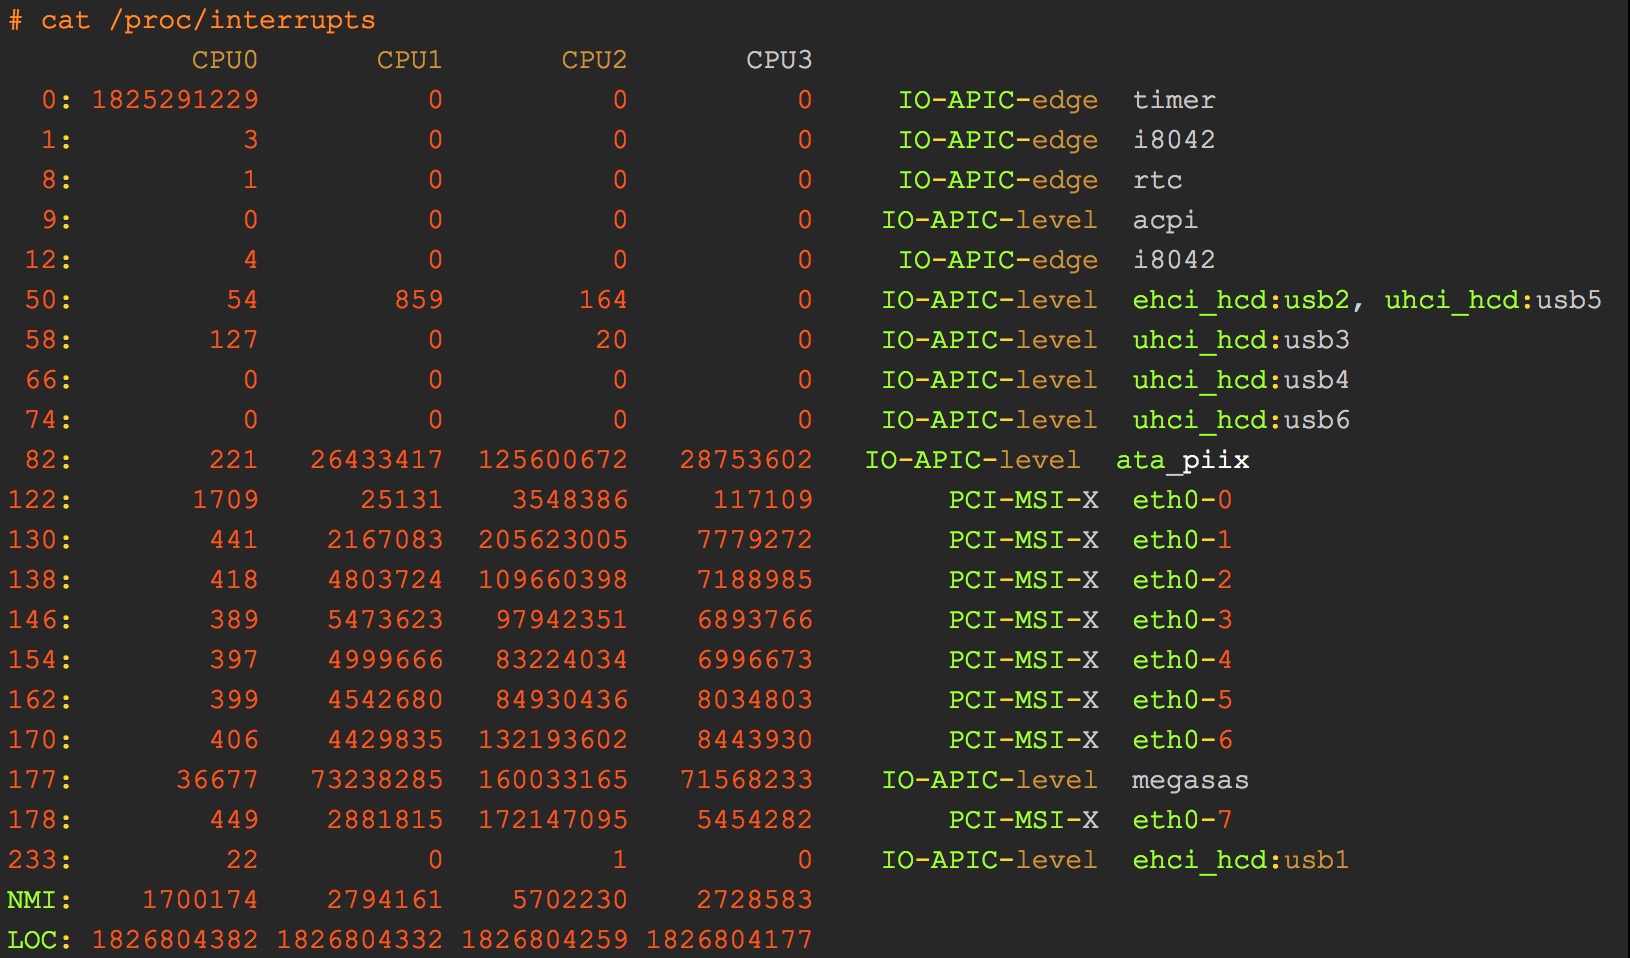 # cat /proc/interrupts
CPU0 CPU1 CPU2 CPU3
0: 1825291229 0 0 0 IO-APIC-edge timer
1: 3 0 0 0 IO-APIC-edge i8042
8: 1 0 0 0 IO-APIC-edge rtc
9: 0 0 0 0 IO-APIC-level acpi
12: 4 0 0 0 IO-APIC-edge i8042
50: 54 859 164 0 IO-APIC-level ehci_hcd:usb2, uhci_hcd:usb5
58: 127 0 20 0 IO-APIC-level uhci_hcd:usb3
66: 0 0 0 0 IO-APIC-level uhci_hcd:usb4
74: 0 0 0 0 IO-APIC-level uhci_hcd:usb6
82: 221 26433417 125600672 28753602 IO-APIC-level ata_piix
122: 1709 25131 3548386 117109 PCI-MSI-X eth0-0
130: 441 2167083 205623005 7779272 PCI-MSI-X eth0-1
138: 418 4803724 109660398 7188985 PCI-MSI-X eth0-2
146: 389 5473623 97942351 6893766 PCI-MSI-X eth0-3
154: 397 4999666 83224034 6996673 PCI-MSI-X eth0-4
162: 399 4542680 84930436 8034803 PCI-MSI-X eth0-5
170: 406 4429835 132193602 8443930 PCI-MSI-X eth0-6
177: 36677 73238285 160033165 71568233 IO-APIC-level megasas
178: 449 2881815 172147095 5454282 PCI-MSI-X eth0-7
233: 22 0 1 0 IO-APIC-level ehci_hcd:usb1
NMI: 1700174 2794161 5702230 2728583
LOC: 1826804382 1826804332 1826804259 1826804177